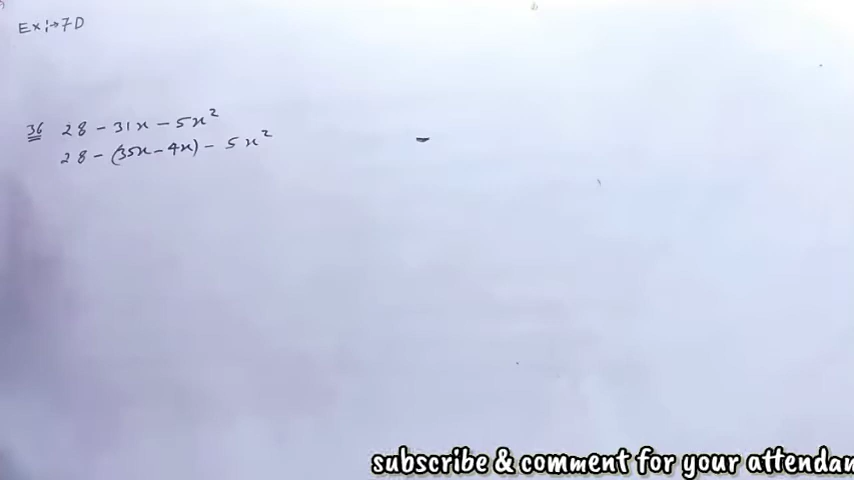 Ex:→7D
36 28 - 31x - 5x²
28 - (35x - 4x) - 5x²
subscribe & comment for your attendan